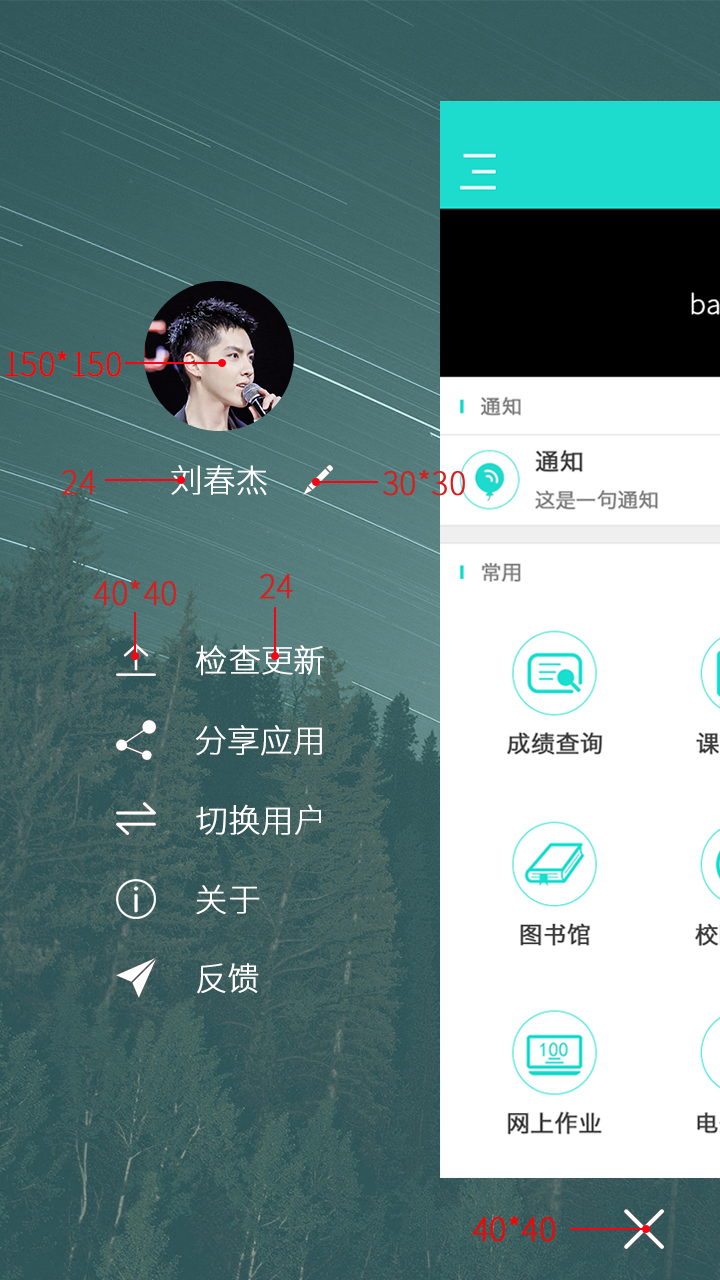 ba
150*150
通知
通知
24
刘春杰
30*30
这是一句通知
常用
40*40
24
检查更新
分享应用
成绩查询
课
切换用户
关于
图书馆
校
反馈
100
网上作业
电
40*40